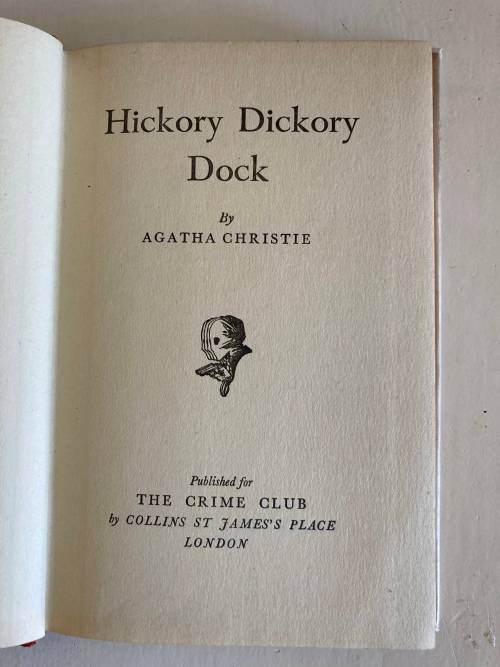 Hickory Dickory
Dock
By
AGATHA CHRISTIE
Published for
THE CRIME CLUB
by COLLINS ST JAMES'S PLACE
LONDON